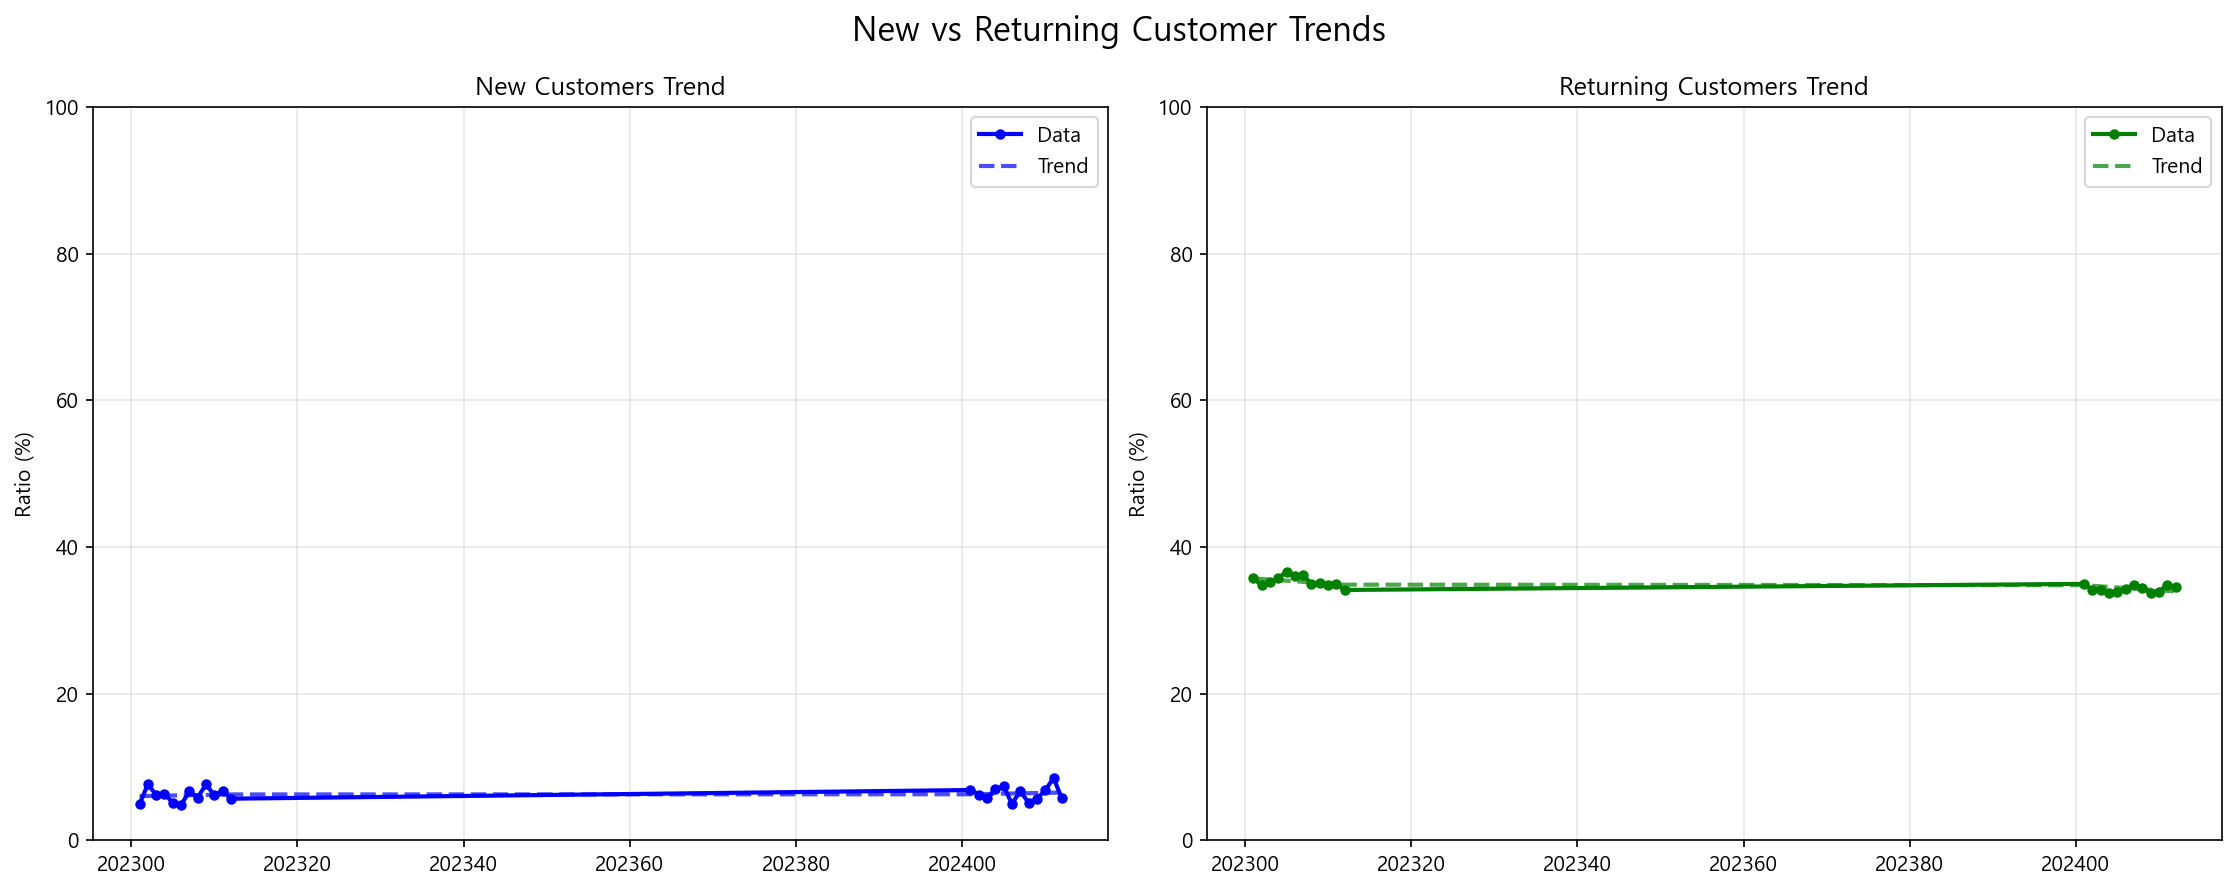 New vs Returning Customer Trends
New Customers Trend
100
80
60
40
20
0
Ratio (%)
Data
Trend
202300 202320 202340 202360 202380 202400
Returning Customers Trend
100
80
60
40
20
0
Ratio (%)
Data
Trend
202300 202320 202340 202360 202380 202400